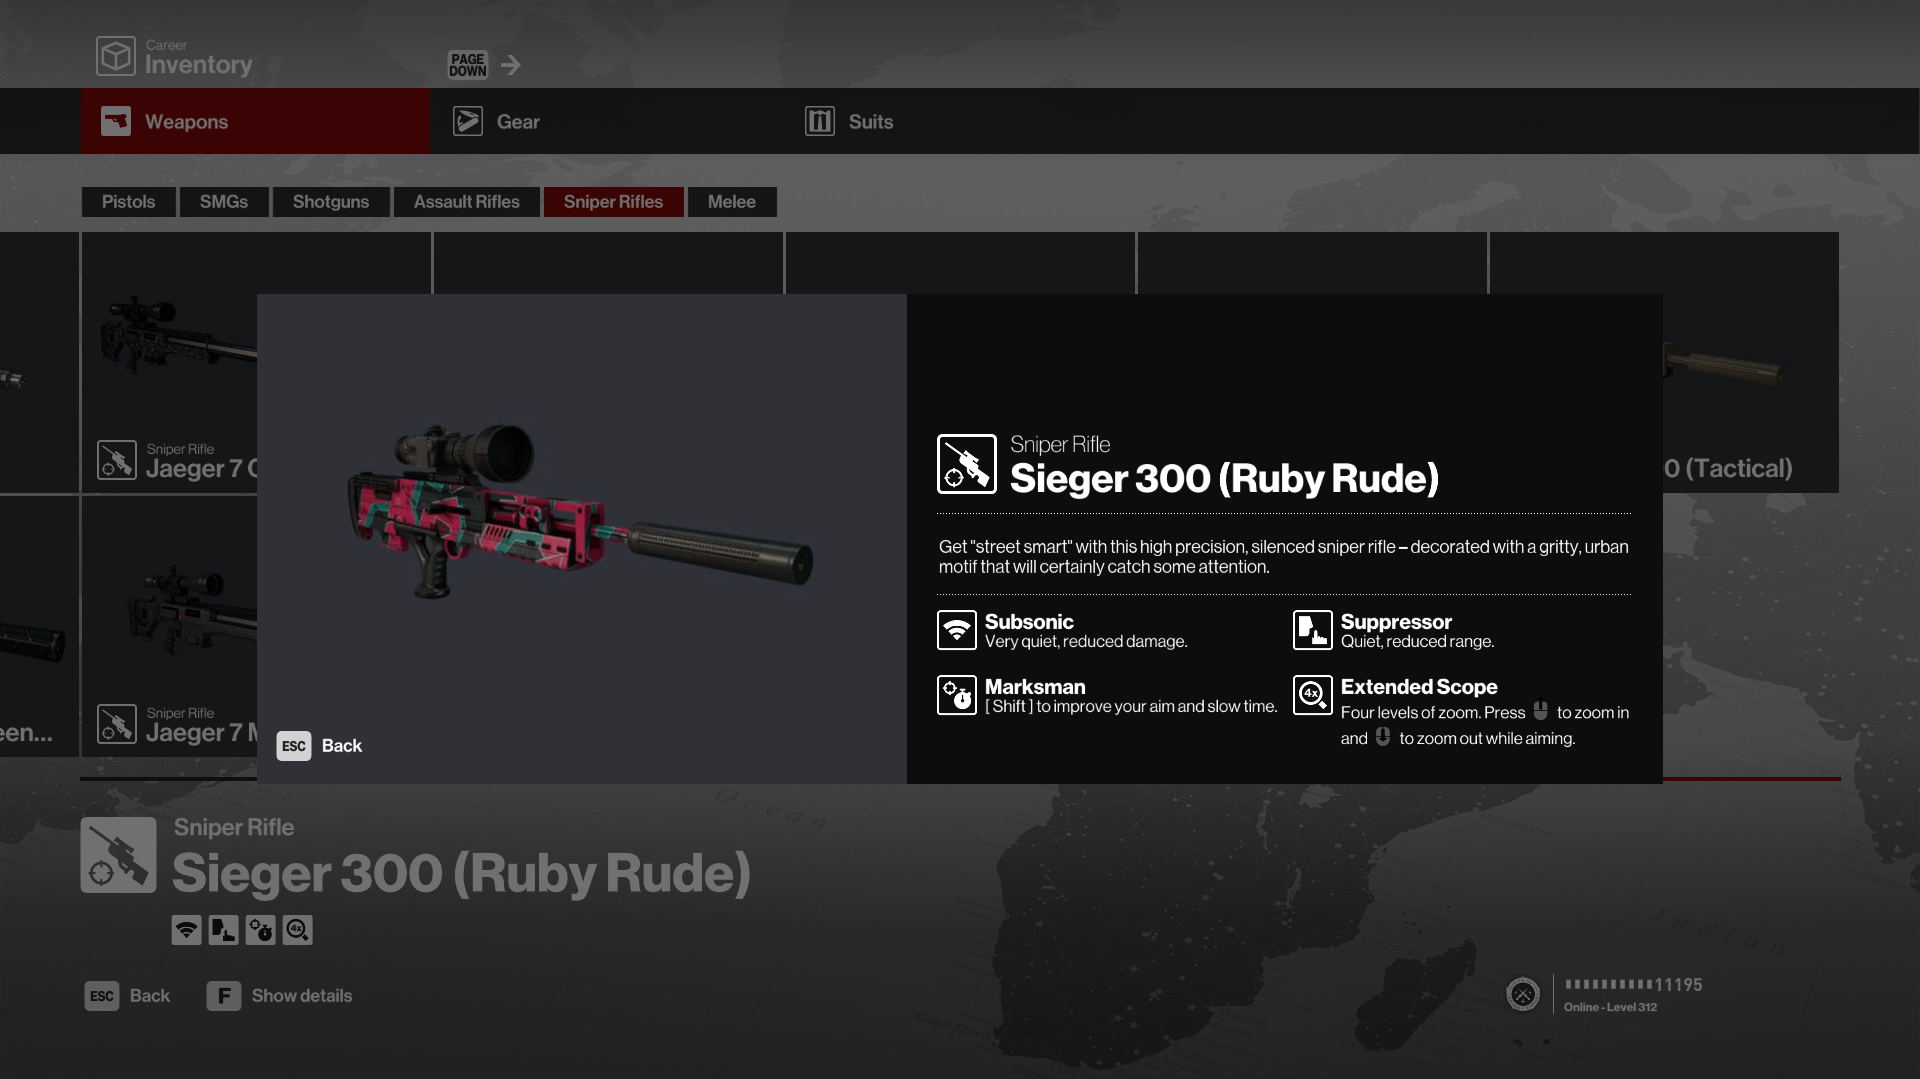 Career
Inventory
PAGE DOWN
Weapons
Gear
Suits
Pistols
SMGs
Shotguns
Assault Rifles
Sniper Rifles
Melee
Sniper Rifle
Jaeger 7
0 (Tactical)
Sniper Rifle
Sieger 300 (Ruby Rude)
Get "street smart" with this high precision, silenced sniper rifle – decorated with a gritty, urban
motif that will certainly catch some attention.
Subsonic
Very quiet, reduced damage.
Suppressor
Quiet, reduced range.
Marksman
[ Shift ] to improve your aim and slow time.
4x
Extended Scope
Four levels of zoom. Press to zoom in
and to zoom out while aiming.
ESC Back
een...
Sniper Rifle
Jaeger 7
Sniper Rifle
Sieger 300 (Ruby Rude)
4x
ESC Back
F Show details
11195
Online - Level 312
Ocean
Indian